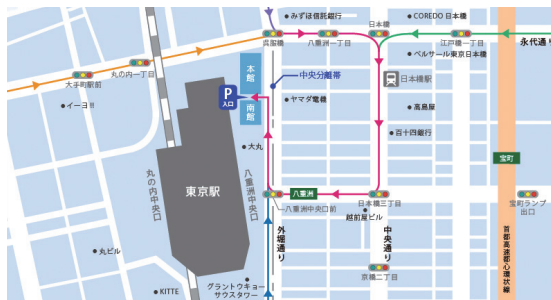 みずほ信託銀行
日本橋
COREDO 日本橋
呉服橋
八重洲一丁目
江戸橋一丁目
永代通り
ベルサール東京日本橋
丸の内一丁目
本館
中央分離帯
日本橋駅
大手町駅前
P
入口
イーヨ!!
南館
ヤマダ電機
高島屋
百十四銀行
大丸
宝町
丸の内中央口
東京駅
八重洲中央口
八重洲
日本橋三丁目
宝町ランプ
出口
八重洲中央口前
越前屋ビル
外堀通り
中央通り
首都高速都心環状線
丸ビル
京橋二丁目
グラントウキョー
サウスタワー
KITTE